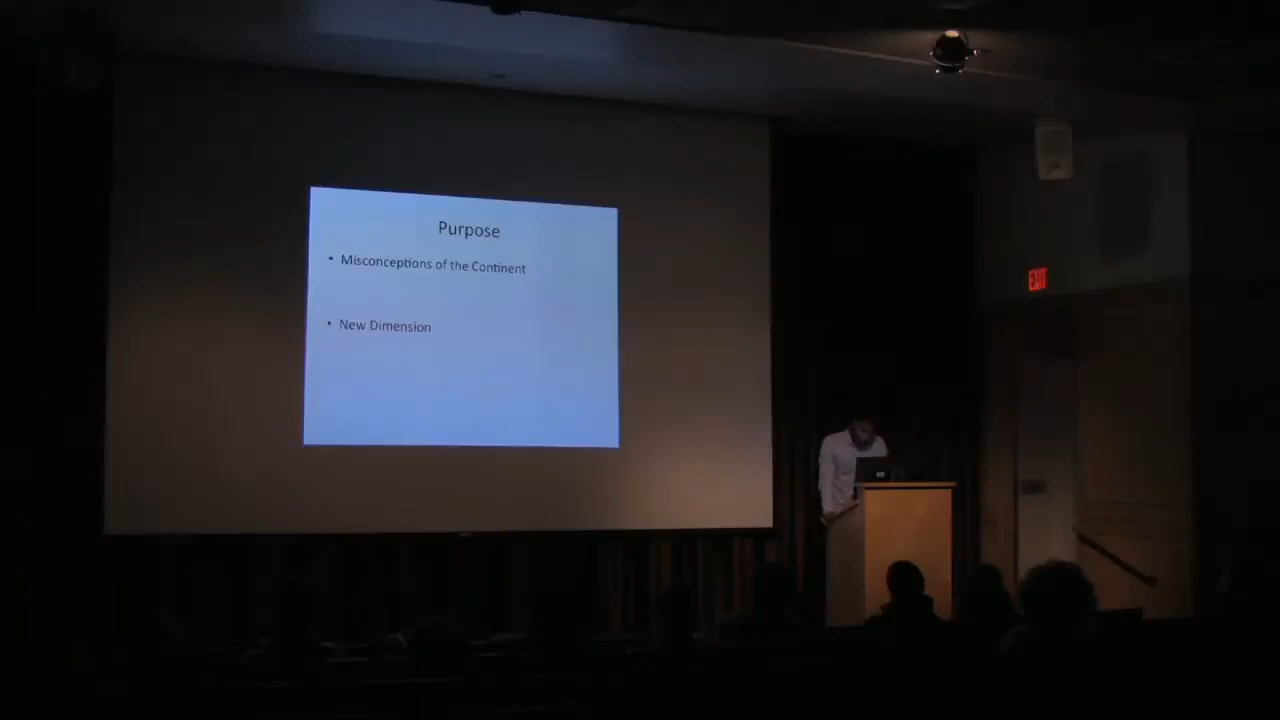 Purpose
• Misconceptions of the Continent
• New Dimension
EXIT